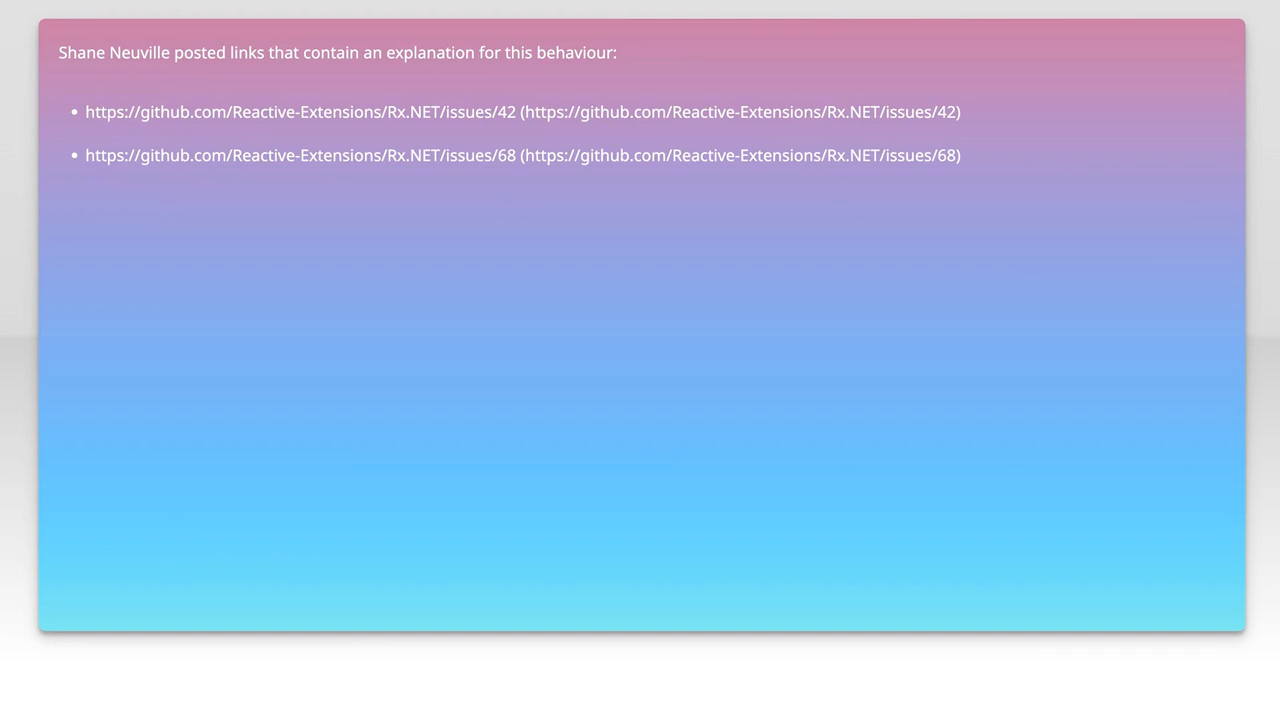 Shane Neuville posted links that contain an explanation for this behaviour:
• https://github.com/Reactive-Extensions/Rx.NET/issues/42 (https://github.com/Reactive-Extensions/Rx.NET/issues/42)
• https://github.com/Reactive-Extensions/Rx.NET/issues/68 (https://github.com/Reactive-Extensions/Rx.NET/issues/68)